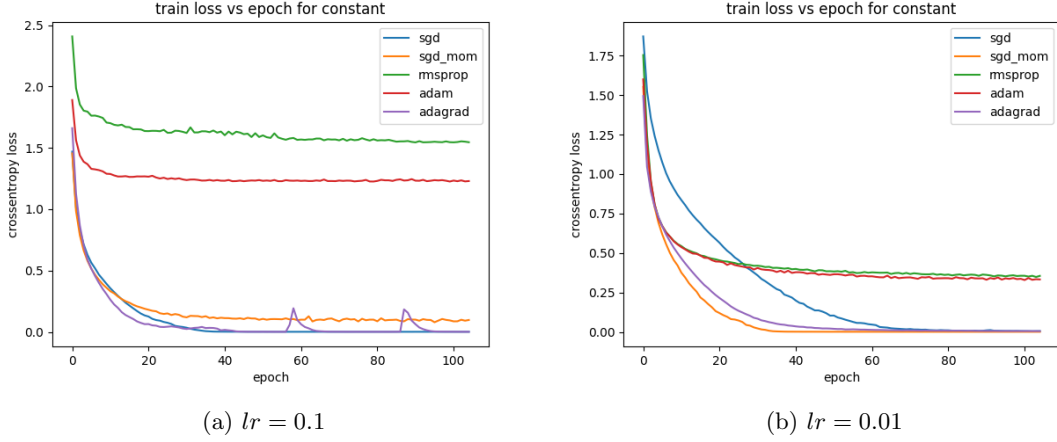 train loss vs epoch for constant
crossentropy loss
2.5
2.0
1.5
1.0
0.5
0.0
0 20 40 60 80 100
epoch
sgd
sgd_mom
rmsprop
adam
adagrad
(a) lr = 0.1
train loss vs epoch for constant
crossentropy loss
1.75
1.50
1.25
1.00
0.75
0.50
0.25
0.00
0 20 40 60 80 100
epoch
sgd
sgd_mom
rmsprop
adam
adagrad
(b) lr = 0.01